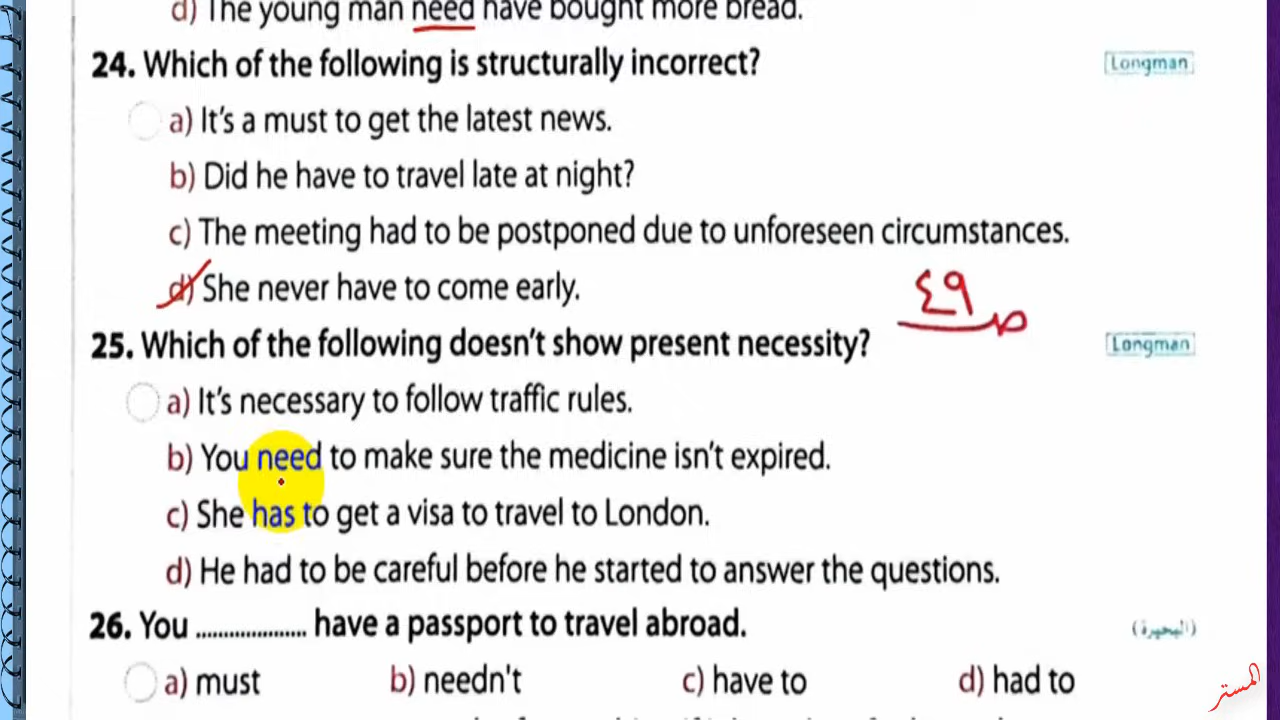 d) The young man need have bought more bread.
24. Which of the following is structurally incorrect? Longman
a) It's a must to get the latest news.
b) Did he have to travel late at night?
c) The meeting had to be postponed due to unforeseen circumstances.
d) She never have to come early.
ص ٤٩
25. Which of the following doesn't show present necessity? Longman
a) It's necessary to follow traffic rules.
b) You need to make sure the medicine isn't expired.
c) She has to get a visa to travel to London.
d) He had to be careful before he started to answer the questions.
26. You .................... have a passport to travel abroad. (البحيرة)
a) must b) needn't c) have to d) had to
المستر